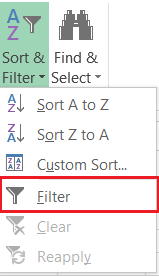 Sort & Find &
Filter Select
Sort A to Z
Sort Z to A
Custom Sort...
Filter
Clear
Reapply